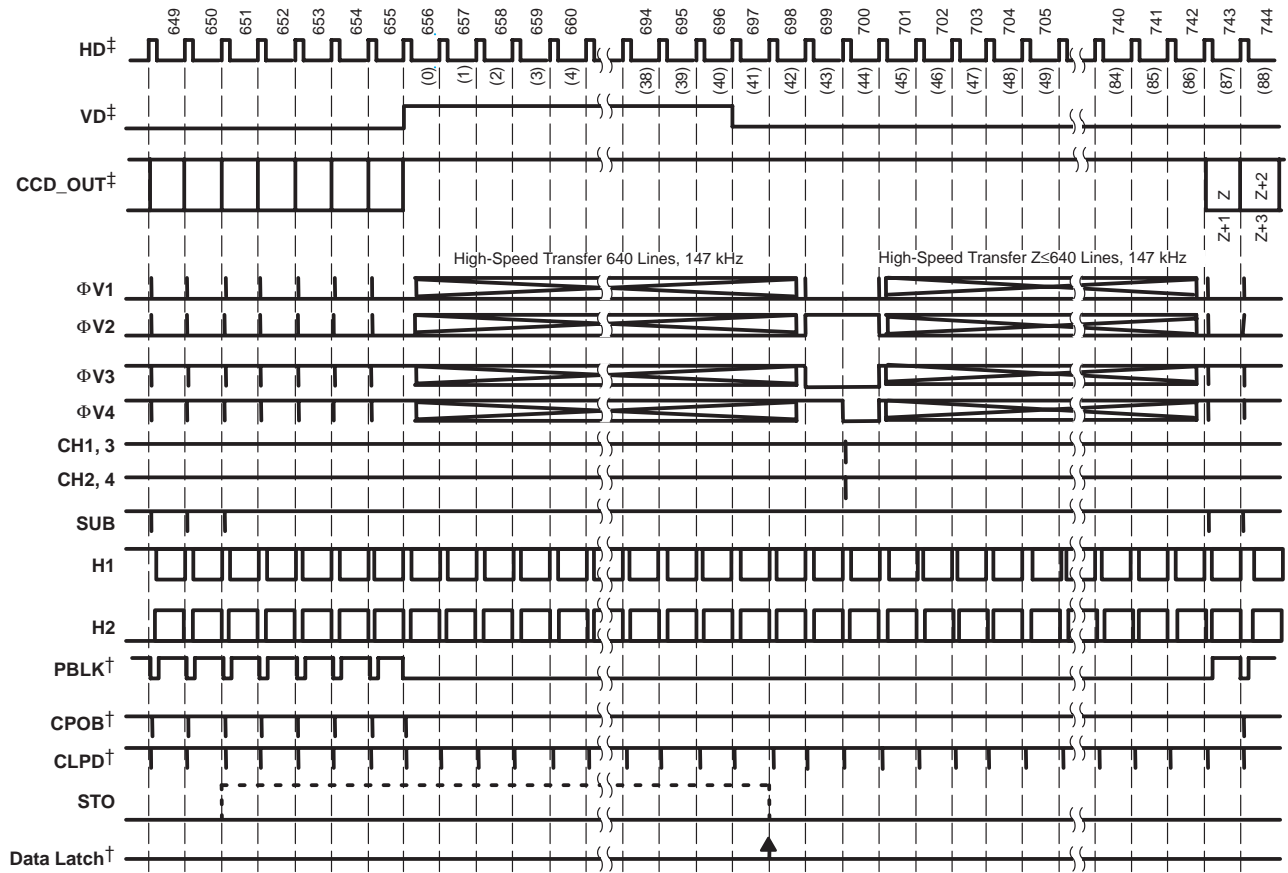 649 650 651 652 653 654 655 656 657 658 659 660 694 695 696 697 698 699 700 701 702 703 704 705 740 741 742 743 744
HD‡
(0) (1) (2) (3) (4) (38) (39) (40) (41) (42) (43) (44) (45) (46) (47) (48) (49) (84) (85) (86) (87) (88)
VD‡
CCD_OUT‡
Z Z+2
Z+1 Z+3
High-Speed Transfer 640 Lines, 147 kHz High-Speed Transfer Z≤640 Lines, 147 kHz
ΦV1
ΦV2
ΦV3
ΦV4
CH1, 3
CH2, 4
SUB
H1
H2
PBLK†
CPOB†
CLPD†
STO
Data Latch†